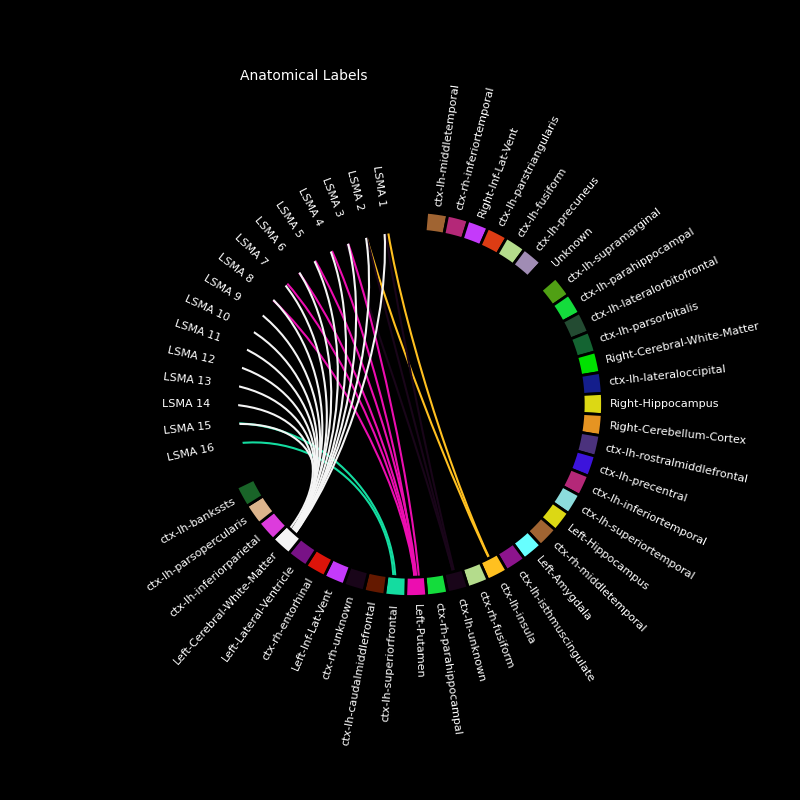 Anatomical Labels
LSMA 1
LSMA 2
LSMA 3
LSMA 4
LSMA 5
LSMA 6
LSMA 7
LSMA 8
LSMA 9
LSMA 10
LSMA 11
LSMA 12
LSMA 13
LSMA 14
LSMA 15
LSMA 16
ctx-lh-bankssts
ctx-lh-parsopercularis
ctx-lh-inferiorparietal
Left-Cerebral-White-Matter
Left-Lateral-Ventricle
ctx-rh-entorhinal
Left-Inf-Lat-Vent
ctx-rh-unknown
ctx-lh-caudalmiddlefrontal
ctx-lh-superiorfrontal
Left-Putamen
ctx-rh-parahippocampal
ctx-lh-unknown
ctx-rh-fusiform
ctx-lh-insula
ctx-lh-isthmuscingulate
Left-Amygdala
ctx-rh-middletemporal
Left-Hippocampus
ctx-lh-superiortemporal
ctx-lh-inferiortemporal
ctx-lh-precentral
ctx-lh-rostralmiddlefrontal
Right-Cerebellum-Cortex
Right-Hippocampus
ctx-lh-lateraloccipital
Right-Cerebral-White-Matter
ctx-lh-parsorbitalis
ctx-lh-lateralorbitofrontal
ctx-lh-parahippocampal
ctx-lh-supramarginal
Unknown
ctx-lh-precuneus
ctx-lh-fusiform
ctx-lh-parstriangularis
Right-Inf-Lat-Vent
ctx-rh-inferiortemporal
ctx-lh-middletemporal